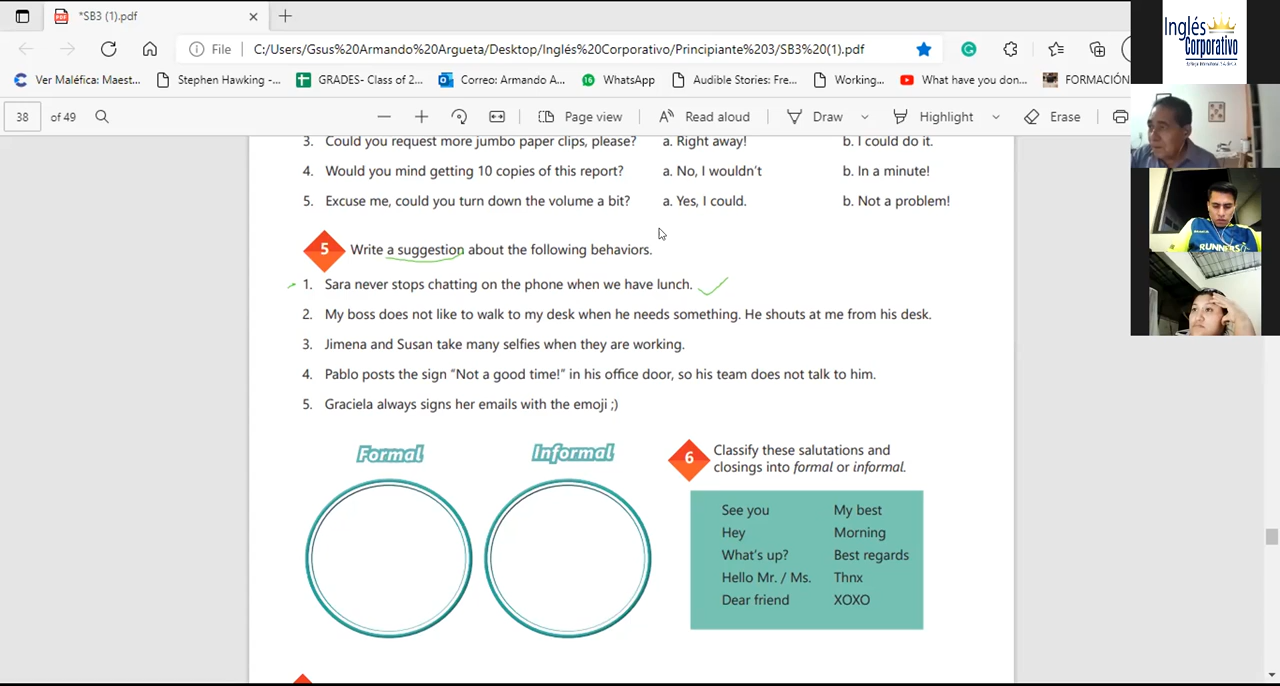 *SB3 (1).pdf
File C:/Users/Gsus%20Armando%20Argueta/Desktop/Inglés%20Corporativo/Principiante%203/SB3%20(1).pdf
Ver Maléfica: Maest... Stephen Hawking -... GRADES- Class of 2... Correo: Armando A... WhatsApp Audible Stories: Fre... Working... What have you don... FORMACIÓN
38 of 49 Page view Read aloud Draw Highlight Erase
Inglés
Corporativo
3. Could you request more jumbo paper clips, please? a. Right away! b. I could do it.
4. Would you mind getting 10 copies of this report? a. No, I wouldn't b. In a minute!
5. Excuse me, could you turn down the volume a bit? a. Yes, I could. b. Not a problem!
5 Write a suggestion about the following behaviors.
1. Sara never stops chatting on the phone when we have lunch.
2. My boss does not like to walk to my desk when he needs something. He shouts at me from his desk.
3. Jimena and Susan take many selfies when they are working.
4. Pablo posts the sign “Not a good time!” in his office door, so his team does not talk to him.
5. Graciela always signs her emails with the emoji ;)
Formal Informal
6 Classify these salutations and
closings into formal or informal.
See you My best
Hey Morning
What's up? Best regards
Hello Mr. / Ms. Thnx
Dear friend XOXO
RUNNERS